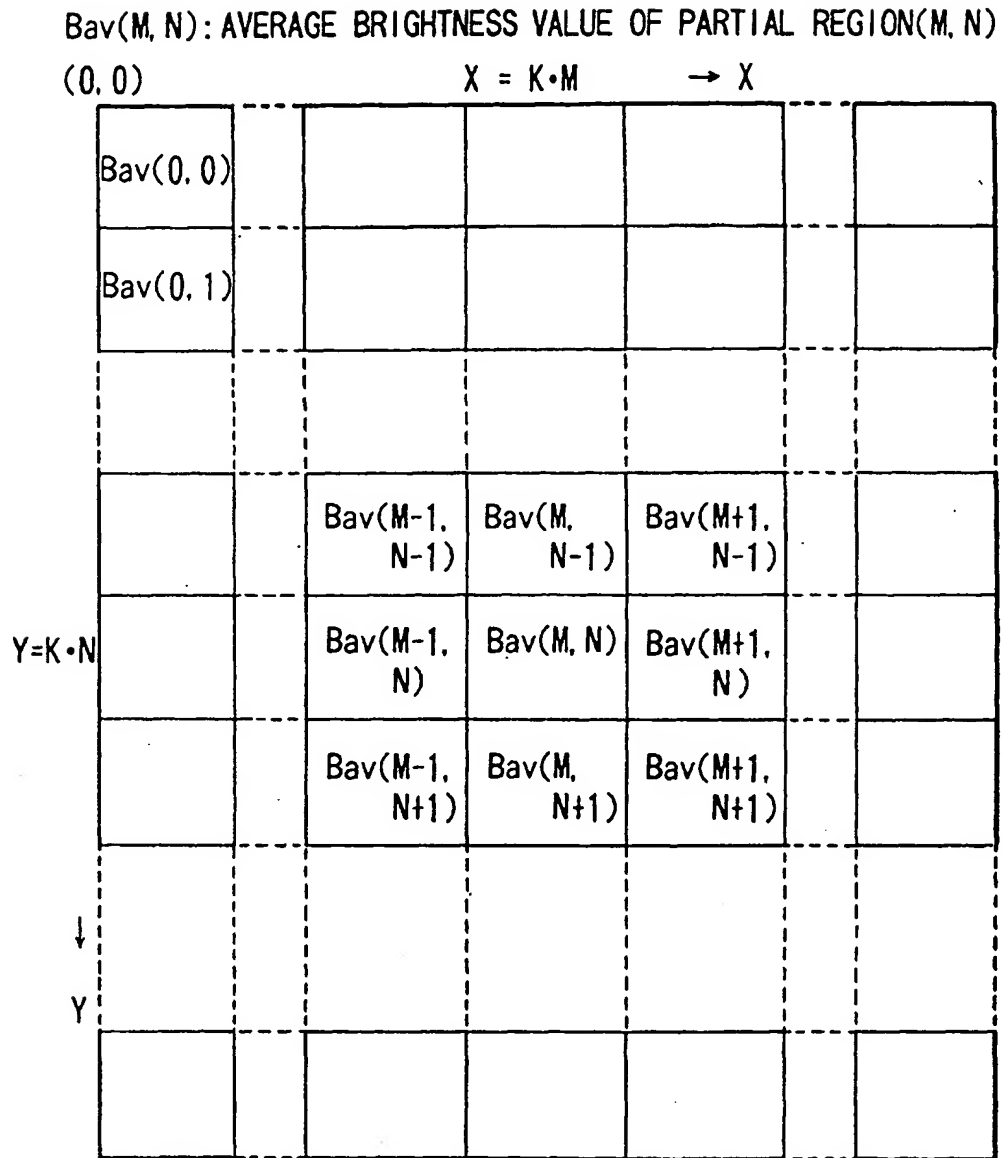 Bav(M, N): AVERAGE BRIGHTNESS VALUE OF PARTIAL REGION(M, N)
(0, 0)
X = K•M
→ X
Bav(0, 0)
Bav(0, 1)
Bav(M-1,
N-1)
Bav(M,
N-1)
Bav(M+1,
N-1)
Y=K•N
Bav(M-1,
N)
Bav(M, N)
Bav(M+1,
N)
Bav(M-1,
N+1)
Bav(M,
N+1)
Bav(M+1,
N+1)
↓
Y